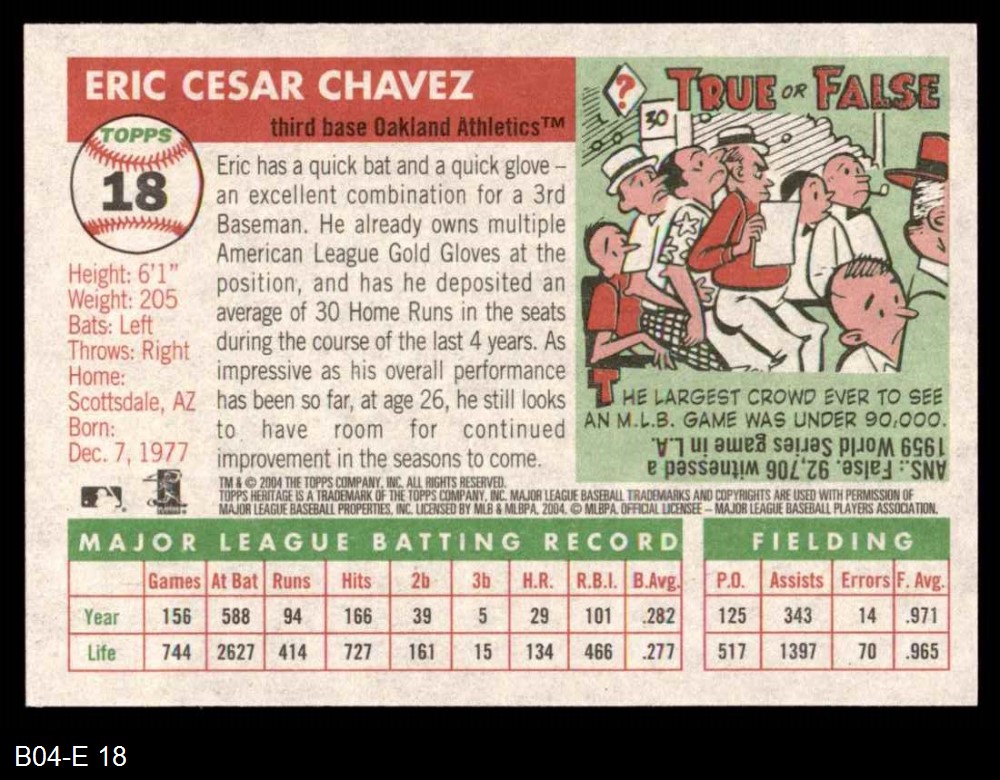 ERIC CESAR CHAVEZ
third base Oakland Athletics™
TOPPS
18
Height: 6'1"
Weight: 205
Bats: Left
Throws: Right
Home:
Scottsdale, AZ
Born:
Dec. 7, 1977
Eric has a quick bat and a quick glove –
an excellent combination for a 3rd
Baseman. He already owns multiple
American League Gold Gloves at the
position, and has he deposited an
average of 30 Home Runs in the seats
during the course of the last 4 years. As
impressive as his overall performance
has been so far, at age 26, he still looks
to have room for continued
improvement in the seasons to come.
?
TRUE OR FALSE
30
THE LARGEST CROWD EVER TO SEE
AN M.L.B. GAME WAS UNDER 90,000.
ANS.: False. 92,706 witnessed a
1959 World Series game in L.A.
TM & © 2004 THE TOPPS COMPANY, INC. ALL RIGHTS RESERVED.
TOPPS HERITAGE IS A TRADEMARK OF THE TOPPS COMPANY, INC. MAJOR LEAGUE BASEBALL TRADEMARKS AND COPYRIGHTS ARE USED WITH PERMISSION OF
MAJOR LEAGUE BASEBALL PROPERTIES, INC. LICENSED BY MLB & MLBPA, 2004. © MLBPA. OFFICIAL LICENSEE – MAJOR LEAGUE BASEBALL PLAYERS ASSOCIATION.
MAJOR LEAGUE BATTING RECORD
Games At Bat Runs Hits 2b 3b H.R. R.B.I. B.Avg.
Year 156 588 94 166 39 5 29 101 .282
Life 744 2627 414 727 161 15 134 466 .277
FIELDING
P.O. Assists Errors F. Avg.
125 343 14 .971
517 1397 70 .965
B04-E 18